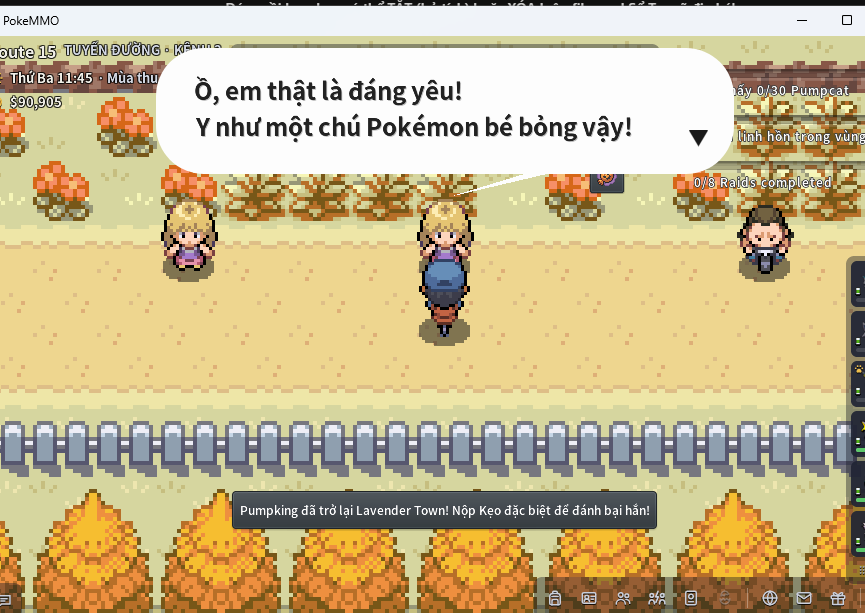 PokeMMO
oute 15 TUYẾN ĐƯỜNG
Thứ Ba 11:45 · Mùa thu
$90,905
Ồ, em thật là đáng yêu!
Y như một chú Pokémon bé bỏng vậy!
0/30 Pumpcat
linh hồn trong vùng
0/8 Raids completed
Pumpking đã trở lại Lavender Town! Nộp Kẹo đặc biệt để đánh bại hắn!